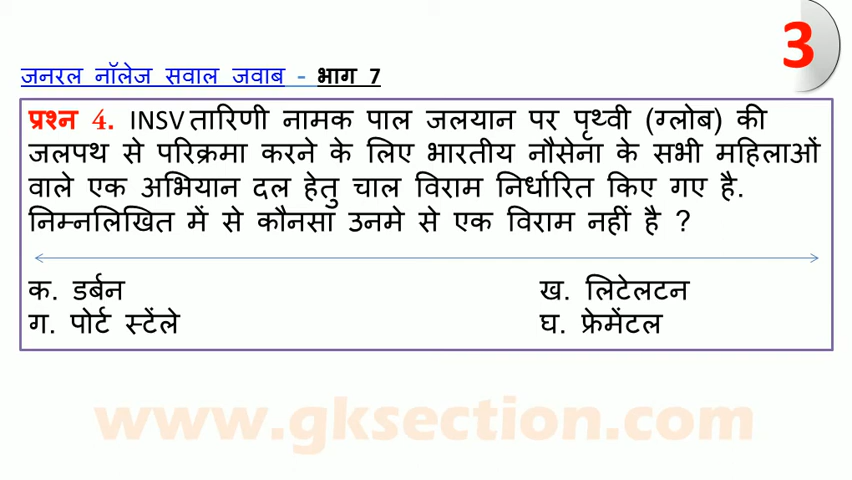 3
जनरल नॉलेज सवाल जवाब - भाग 7
प्रश्न 4. INSV तारिणी नामक पाल जलयान पर पृथ्वी (ग्लोब) की
जलपथ से परिक्रमा करने के लिए भारतीय नौसेना के सभी महिलाओं
वाले एक अभियान दल हेतु चाल विराम निर्धारित किए गए है.
निम्नलिखित में से कौनसा उनमे से एक विराम नहीं है ?
क. डर्बन ख. लिटेलटन
ग. पोर्ट स्टेंले घ. फ्रेमेंटल
www.gksection.com